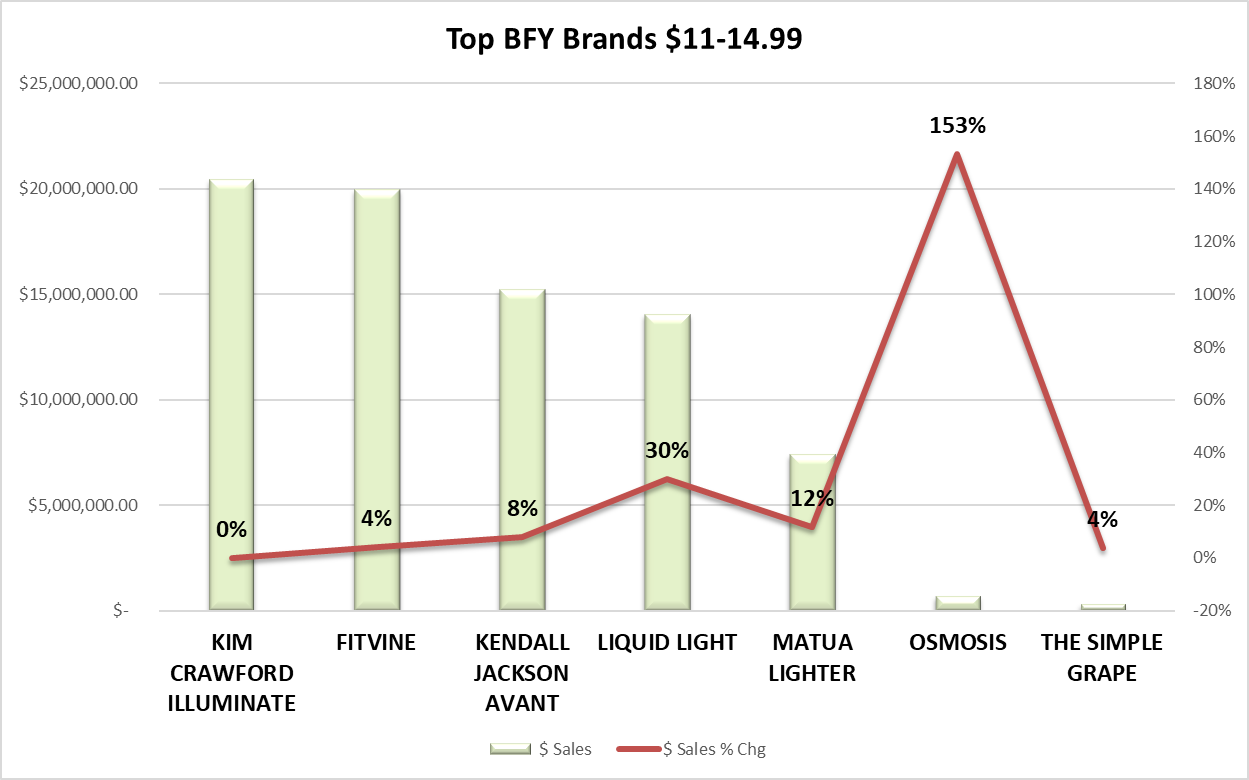 Top BFY Brands $11-14.99
$25,000,000.00
$20,000,000.00
$15,000,000.00
$10,000,000.00
$5,000,000.00
$-
180%
160%
140%
120%
100%
80%
60%
40%
20%
0%
-20%
0%
4%
8%
30%
12%
153%
4%
KIM
CRAWFORD
ILLUMINATE
FITVINE
KENDALL
JACKSON
AVANT
LIQUID LIGHT
MATUA
LIGHTER
OSMOSIS
THE SIMPLE
GRAPE
$ Sales
$ Sales % Chg